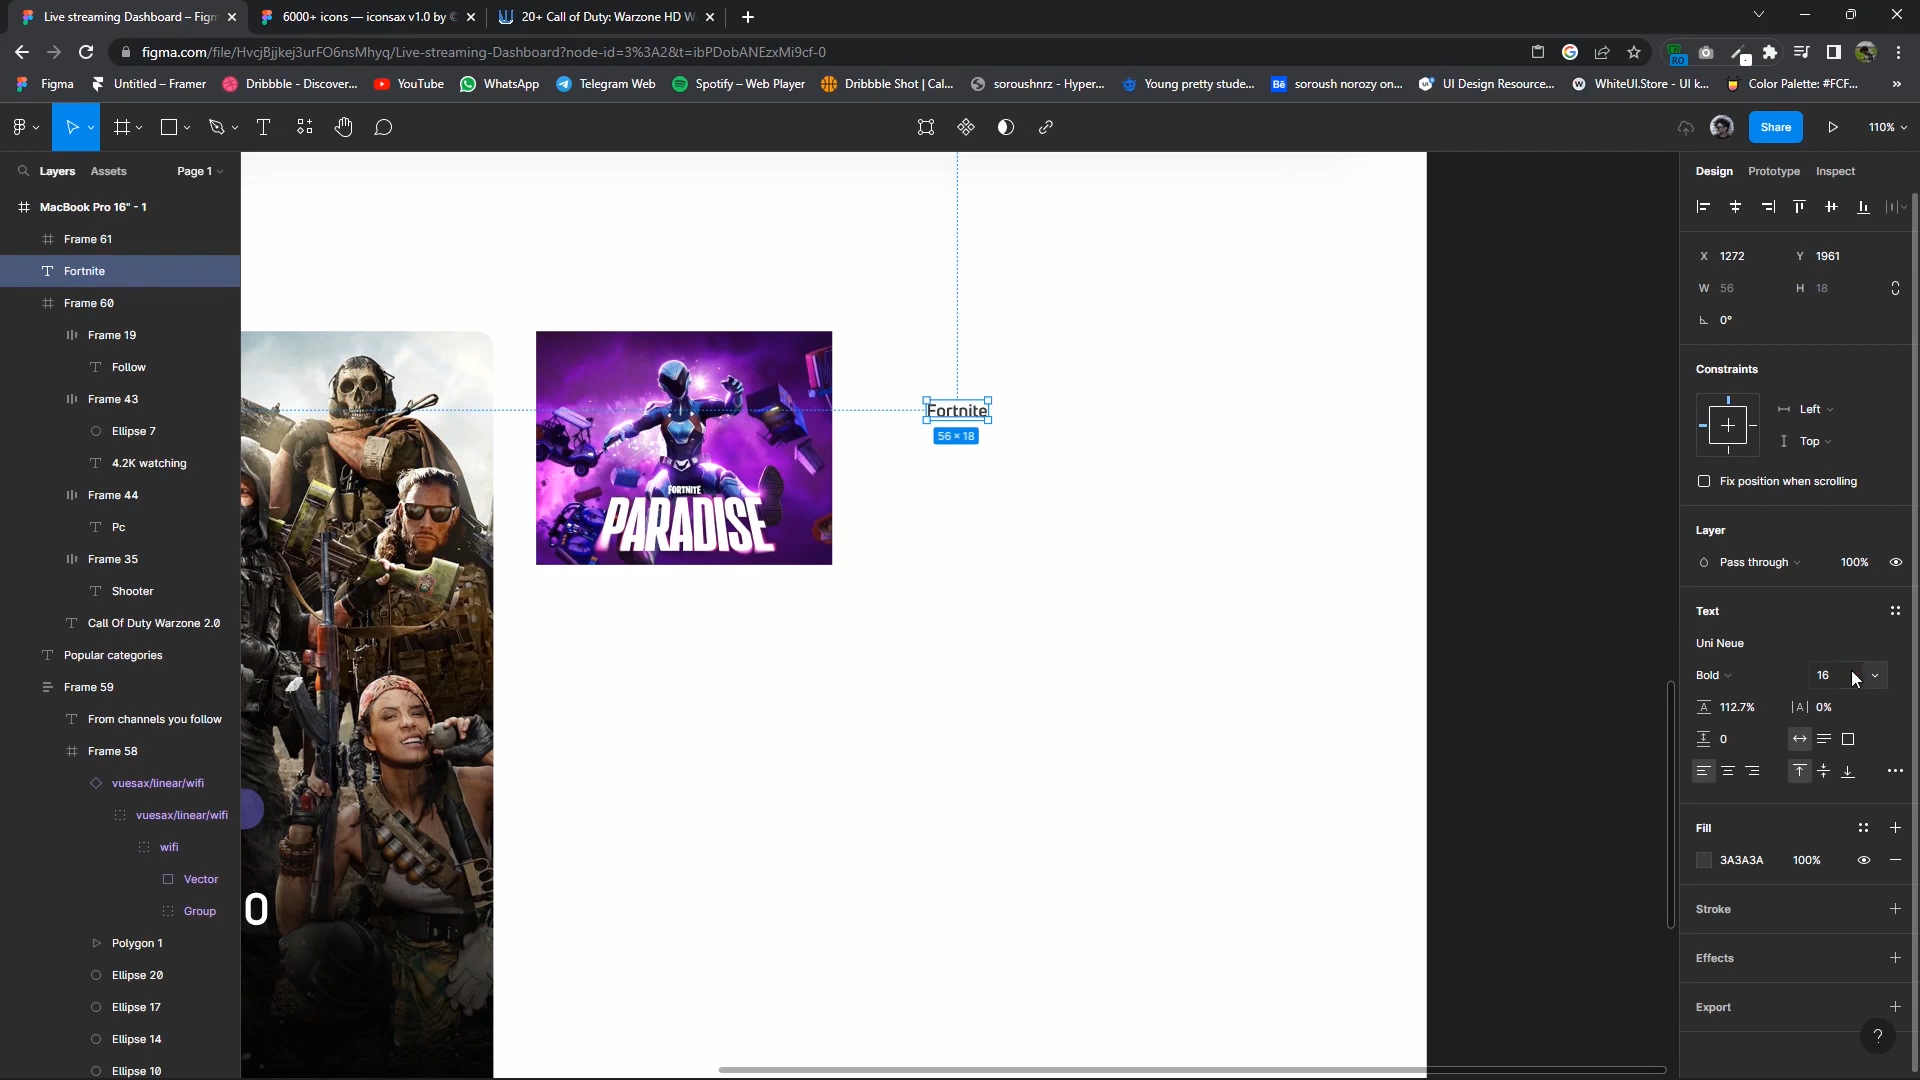 Live streaming Dashboard – Figm
6000+ icons — iconsax v1.0 by ©
20+ Call of Duty: Warzone HD W
figma.com/file/HvcjBjjkej3urFO6nsMhyq/Live-streaming-Dashboard?node-id=3%3A2&t=ibPDobANEzxMi9cf-0
RO
Figma
Untitled – Framer
Dribbble - Discover...
YouTube
WhatsApp
Telegram Web
Spotify – Web Player
Dribbble Shot | Cal...
soroushnrz - Hyper...
Young pretty stude...
Bē soroush norozy on...
UI Design Resource...
WhiteUI.Store - UI k...
Color Palette: #FCF...
»
Share
110%
Layers
Assets
Page 1
Design
Prototype
Inspect
MacBook Pro 16" - 1
Frame 61
Fortnite
Frame 60
Frame 19
Follow
Frame 43
Ellipse 7
4.2K watching
Frame 44
Pc
Frame 35
Shooter
Call Of Duty Warzone 2.0
Popular categories
Frame 59
From channels you follow
Frame 58
vuesax/linear/wifi
vuesax/linear/wifi
wifi
Vector
Group
Polygon 1
Ellipse 20
Ellipse 17
Ellipse 14
Ellipse 10
0
FORTNITE
PARADISE
Fortnite
56 × 18
X 1272
Y 1961
W 56
H 18
0°
Constraints
Left
Top
Fix position when scrolling
Layer
Pass through
100%
Text
Uni Neue
Bold
16
112.7%
|A| 0%
0
Fill
3A3A3A
100%
Stroke
Effects
Export
?